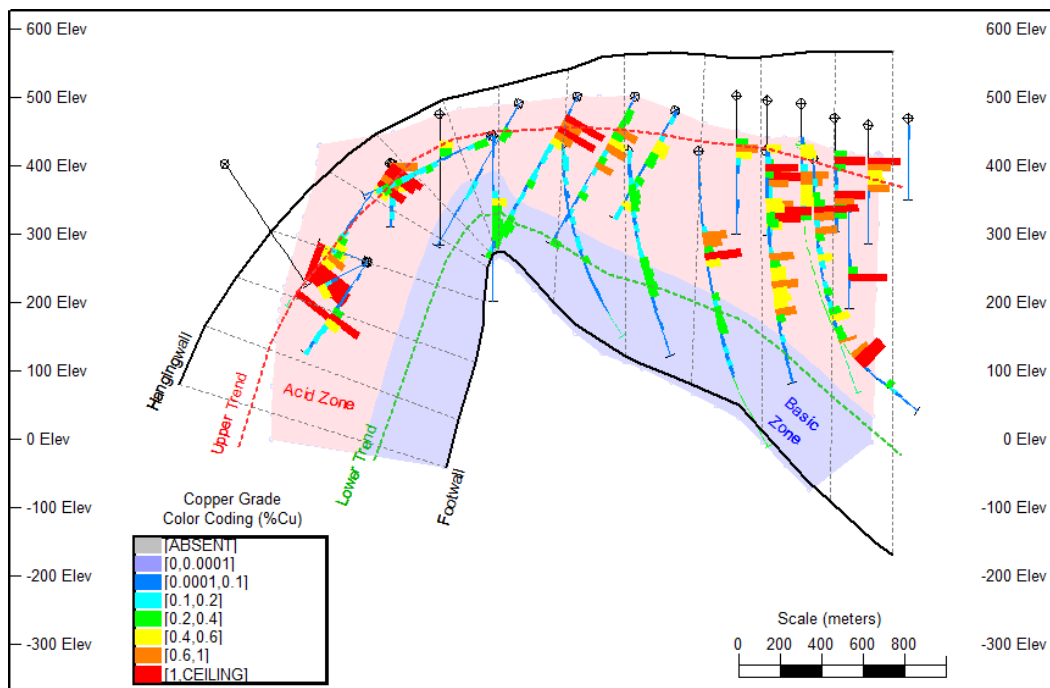 600 Elev
500 Elev
400 Elev
300 Elev
200 Elev
100 Elev
0 Elev
-100 Elev
-200 Elev
-300 Elev
600 Elev
500 Elev
400 Elev
300 Elev
200 Elev
100 Elev
0 Elev
-100 Elev
-200 Elev
-300 Elev
Hangingwall
Upper Trend
Acid Zone
Lower Trend
Footwall
Basic
Zone
Copper Grade
Color Coding (%Cu)
[ABSENT]
[0,0.0001]
[0.0001,0.1]
[0.1,0.2]
[0.2,0.4]
[0.4,0.6]
[0.6,1]
[1,CEILING]
Scale (meters)
0 200 400 600 800